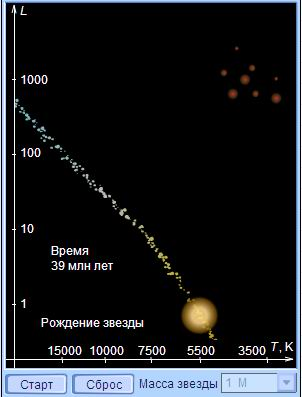 L
1000
100
10
Время
39 млн лет
1
Рождение звезды
T, K
15000 10000 7500 5500 3500
Старт Сброс Масса звезды 1 M